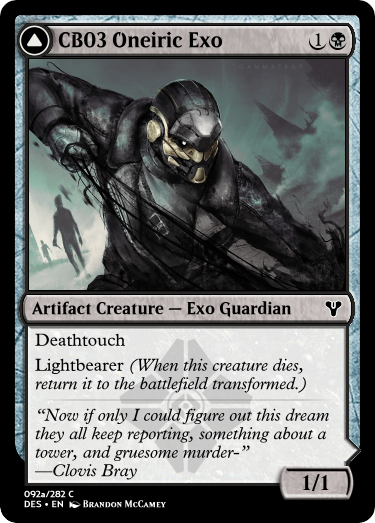 CB03 Oneiric Exo
1
Artifact Creature — Exo Guardian
Deathtouch
Lightbearer (When this creature dies,
return it to the battlefield transformed.)
“Now if only I could figure out this dream
they all keep reporting, something about a
tower, and gruesome murder-”
—Clovis Bray
1/1
092a/282 C
DES • EN Brandon McCamey